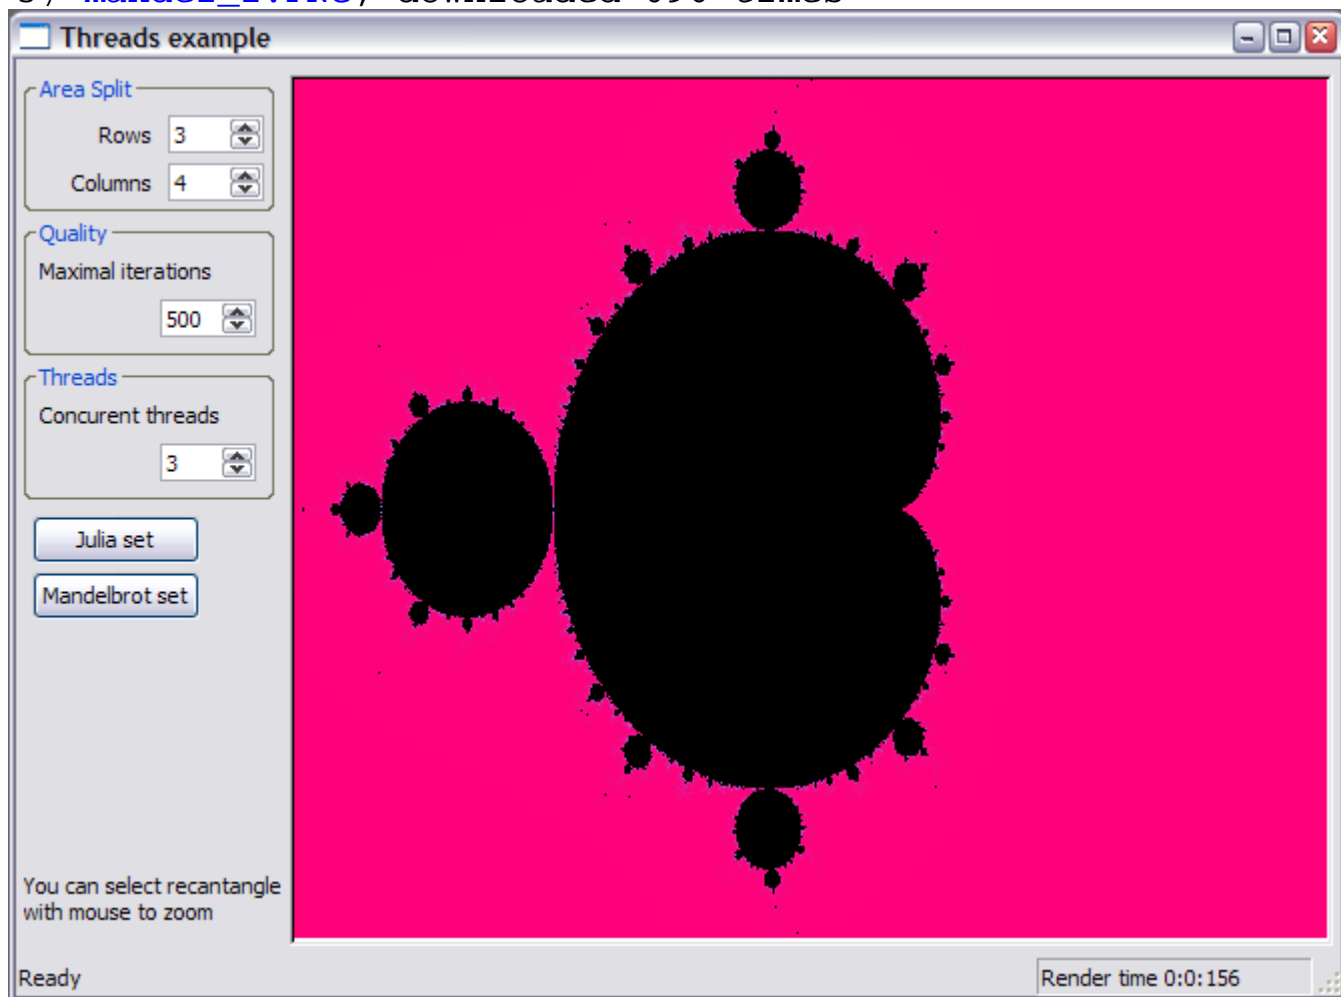 Threads example
Area Split
Rows 3
Columns 4
Quality
Maximal iterations
500
Threads
Concurent threads
3
Julia set
Mandelbrot set
You can select recantangle
with mouse to zoom
Ready
Render time 0:0:156